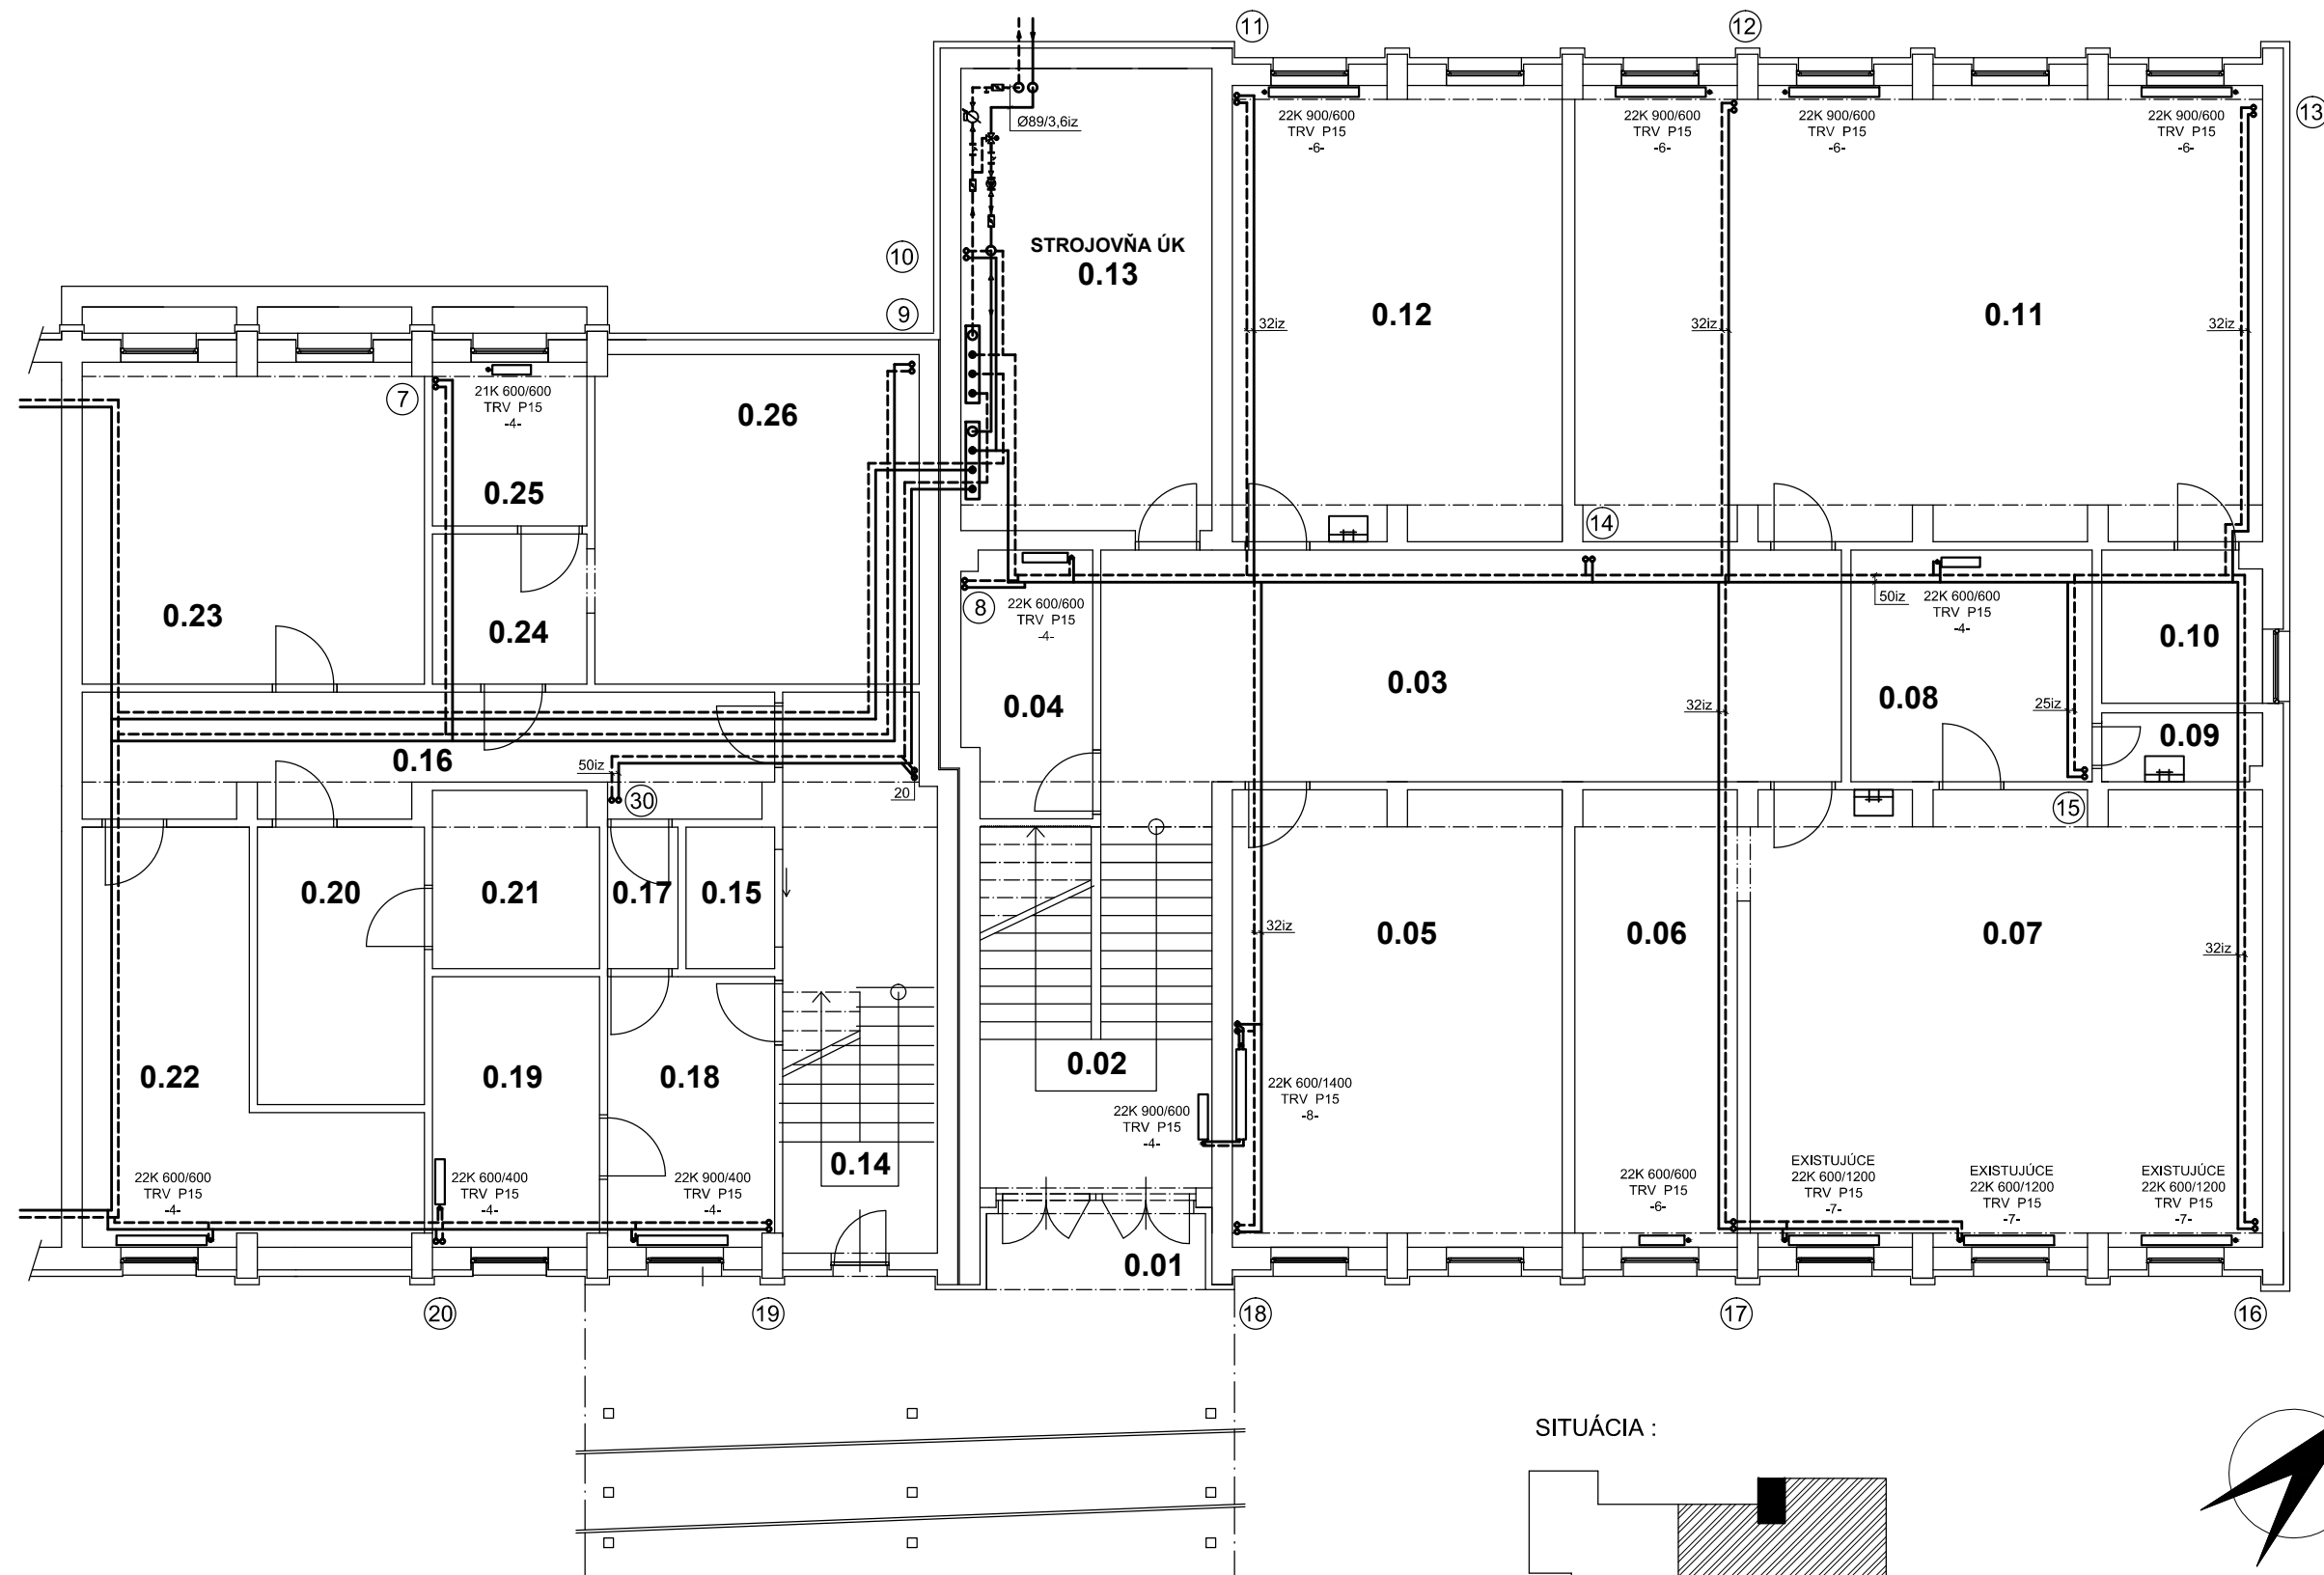 11
12
13
Ø89/3,6iz
22K 900/600
TRV P15
-6-
22K 900/600
TRV P15
-6-
22K 900/600
TRV P15
-6-
22K 900/600
TRV P15
-6-
STROJOVŇA ÚK
0.13
10
9
0.12
0.11
32iz
32iz
32iz
7
21K 600/600
TRV P15
-4-
0.26
0.25
14
0.23
0.24
8
22K 600/600
TRV P15
-4-
50iz
22K 600/600
TRV P15
-4-
0.10
0.03
0.04
0.08
32iz
25iz
0.09
0.16
50iz
30
20
15
0.20
0.21
0.17
0.15
32iz
0.05
0.06
0.07
32iz
0.22
0.19
0.18
0.02
22K 600/1400
TRV P15
-8-
22K 900/600
TRV P15
-4-
0.14
22K 600/600
TRV P15
-4-
22K 600/400
TRV P15
-4-
22K 900/400
TRV P15
-4-
22K 600/600
TRV P15
-6-
EXISTUJÚCE
22K 600/1200
TRV P15
-7-
EXISTUJÚCE
22K 600/1200
TRV P15
-7-
EXISTUJÚCE
22K 600/1200
TRV P15
-7-
0.01
20
19
18
17
16
SITUÁCIA :